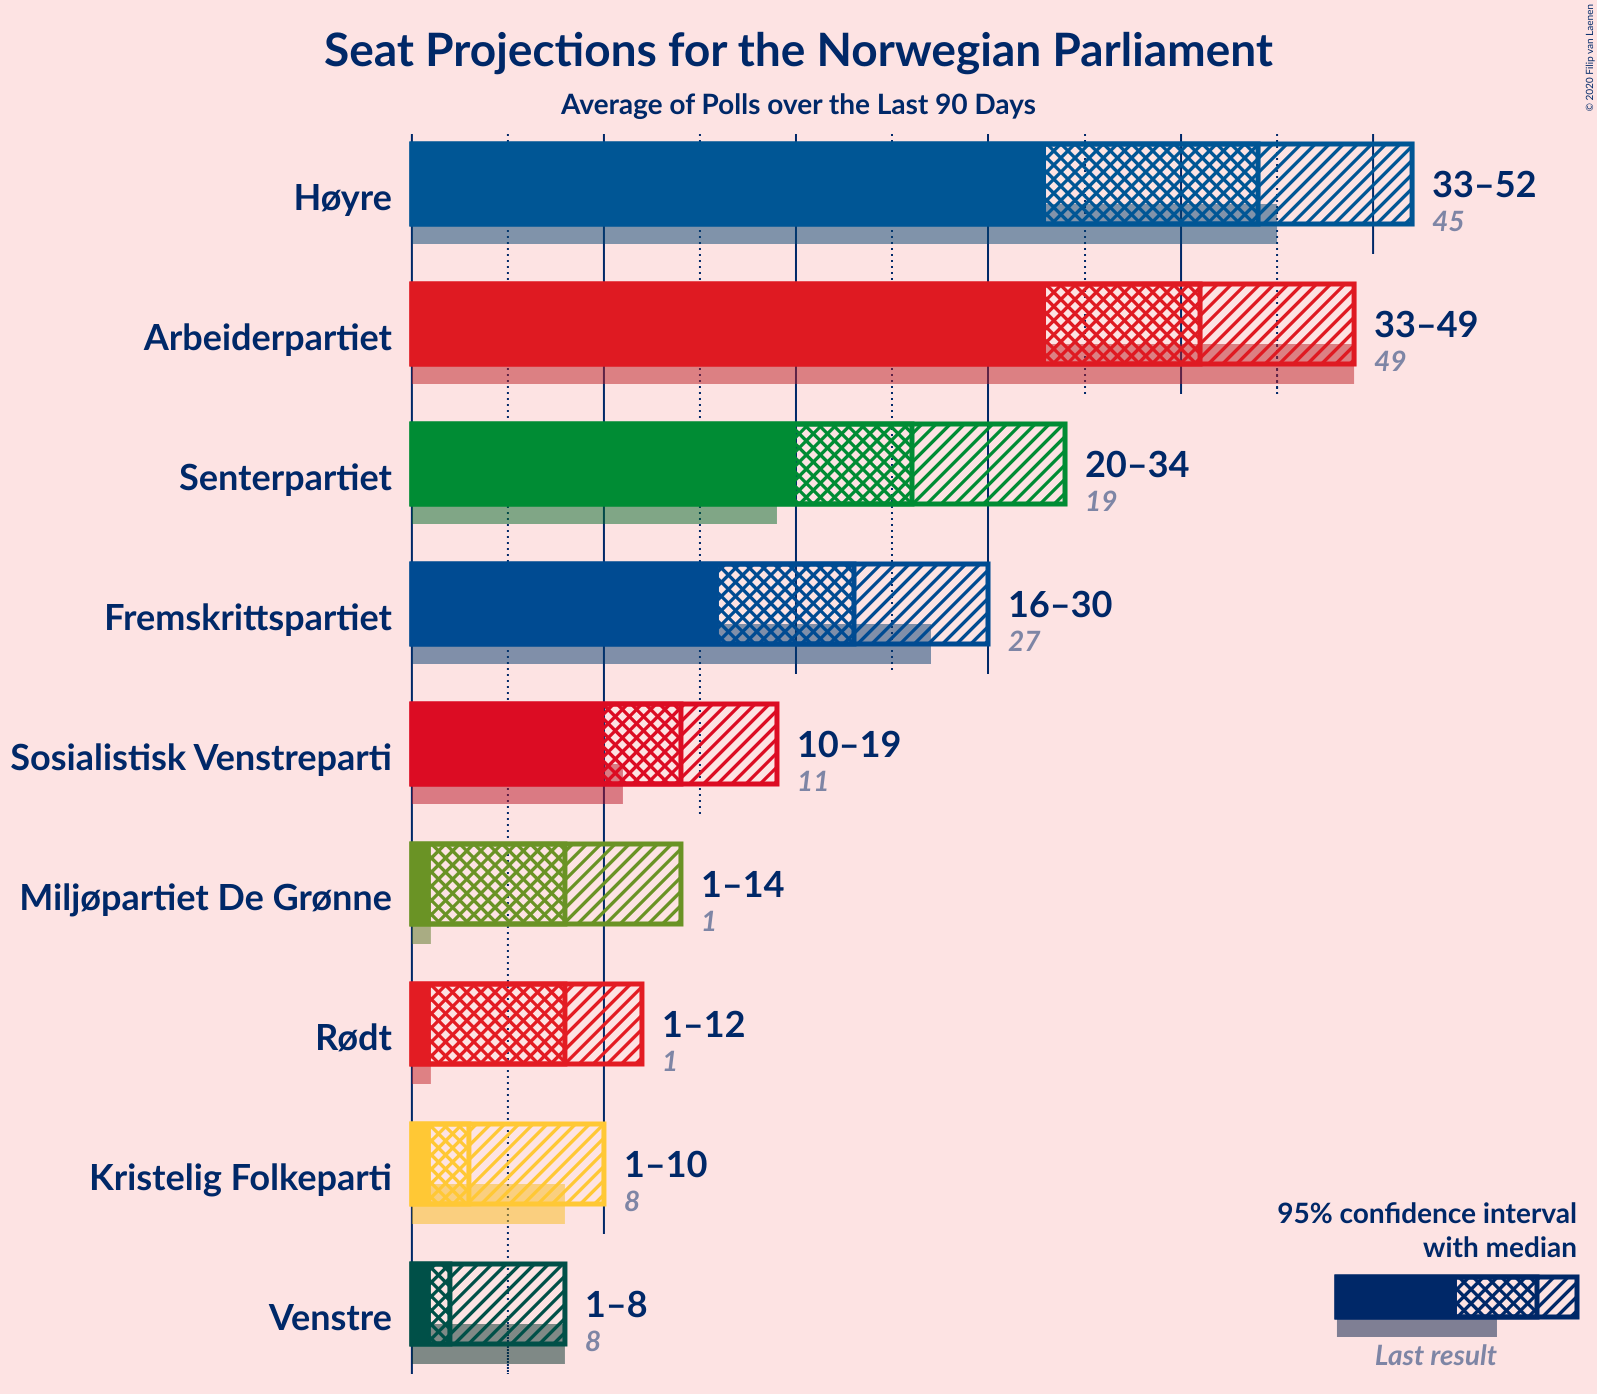 Seat Projections for the Norwegian Parliament
Average of Polls over the Last 90 Days
© 2020 Filip van Laenen
Høyre
33–52
45
Arbeiderpartiet
33–49
49
Senterpartiet
20–34
19
Fremskrittspartiet
16–30
27
Sosialistisk Venstreparti
10–19
11
Miljøpartiet De Grønne
1–14
1
Rødt
1–12
1
Kristelig Folkeparti
1–10
8
Venstre
1–8
8
95% confidence interval
with median
Last result